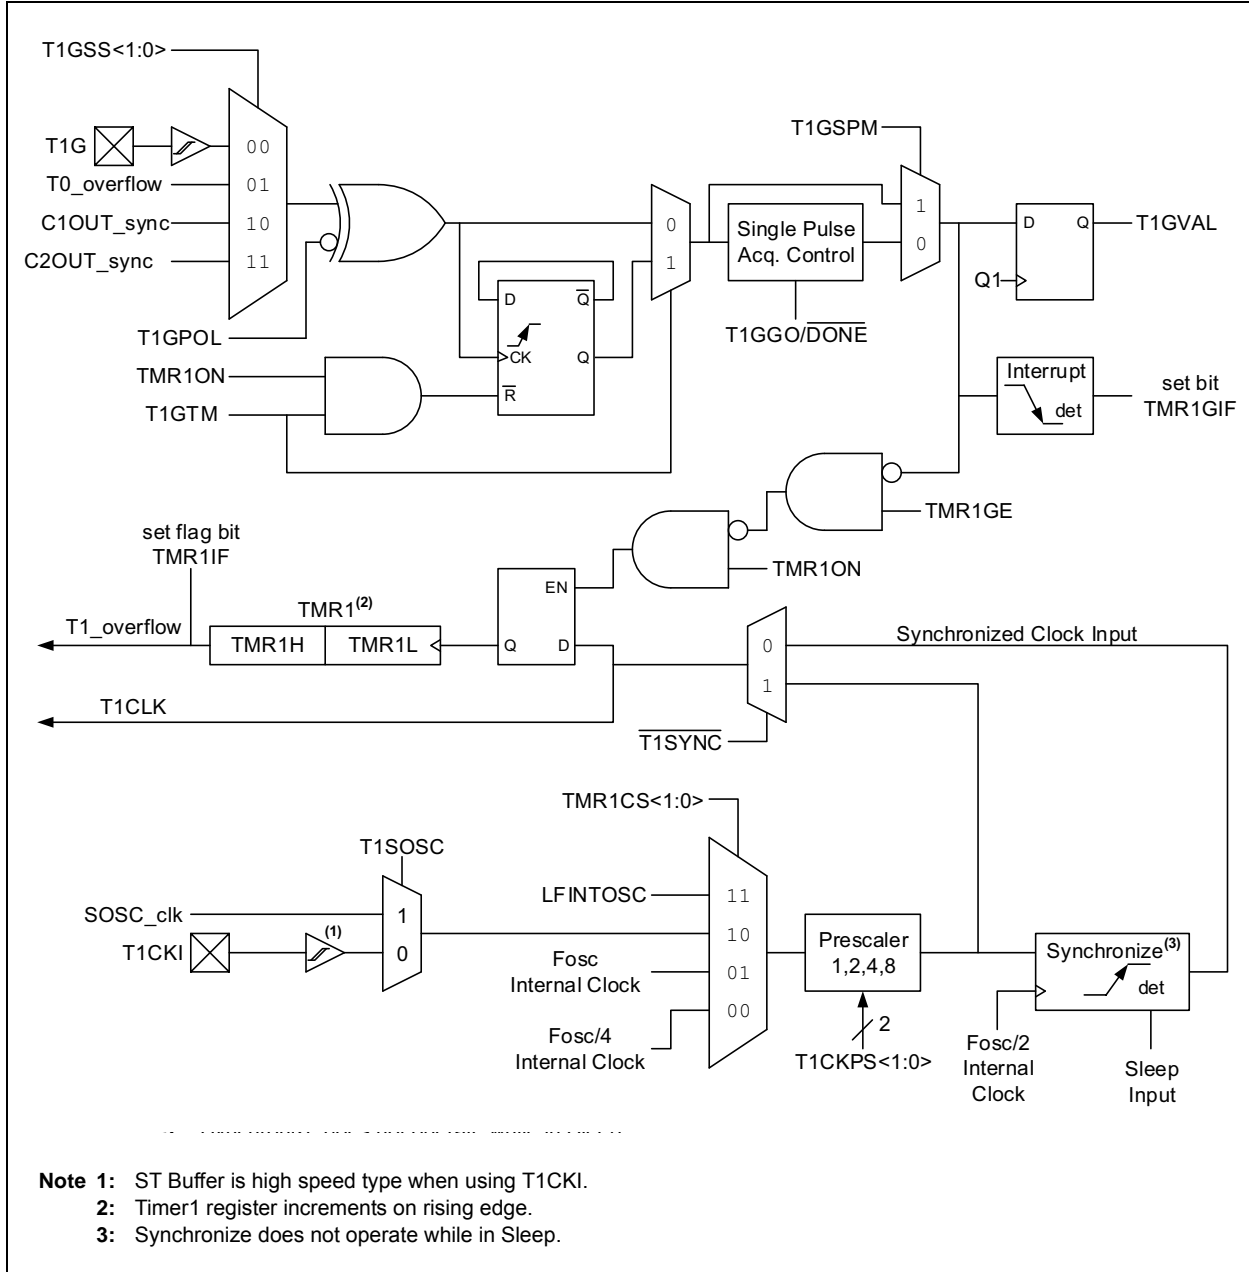 T1GSS<1:0>
T1G
00
T0_overflow
01
C1OUT_sync
10
C2OUT_sync
11
T1GPOL
TMR1ON
T1GTM
D
Q
CK
Q
R
0
1
Single Pulse
Acq. Control
T1GGO/DONE
T1GSPM
1
0
D
Q
Q1
T1GVAL
Interrupt
det
set bit
TMR1GIF
TMR1GE
TMR1ON
set flag bit
TMR1IF
T1_overflow
TMR1(2)
TMR1H
TMR1L
EN
Q
D
T1CLK
0
1
Synchronized Clock Input
T1SYNC
TMR1CS<1:0>
T1SOSC
SOSC_clk
1
T1CKI
(1)
0
LFINTOSC
11
10
Fosc
Internal Clock
01
00
Fosc/4
Internal Clock
Prescaler
1,2,4,8
2
T1CKPS<1:0>
Synchronize(3)
det
Fosc/2
Internal
Clock
Sleep
Input
Note 1: ST Buffer is high speed type when using T1CKI.
2: Timer1 register increments on rising edge.
3: Synchronize does not operate while in Sleep.